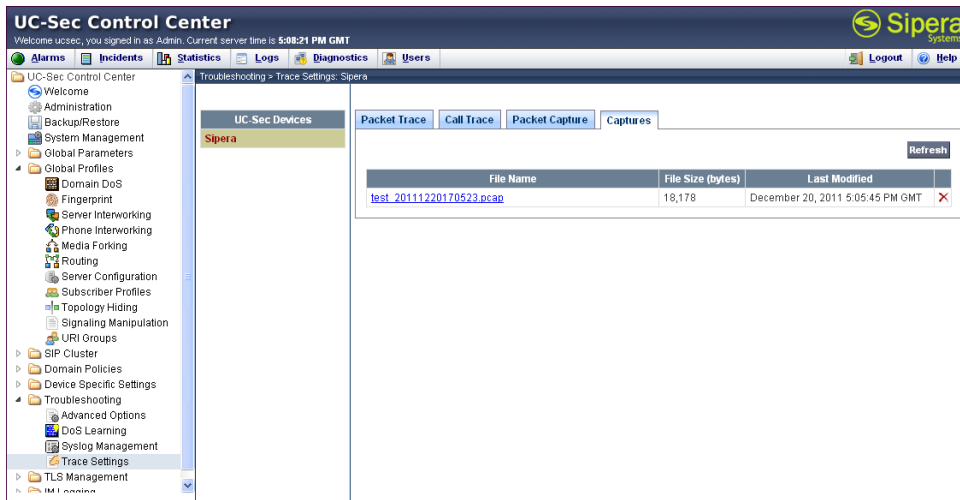 UC-Sec Control Center
Welcome ucsec, you signed in as Admin. Current server time is 5:08:21 PM GMT
Sipera
Systems
Alarms Incidents Statistics Logs Diagnostics Users Logout Help
UC-Sec Control Center
Welcome
Administration
Backup/Restore
System Management
Global Parameters
Global Profiles
Domain DoS
Fingerprint
Server Interworking
Phone Interworking
Media Forking
Routing
Server Configuration
Subscriber Profiles
Topology Hiding
Signaling Manipulation
URI Groups
SIP Cluster
Domain Policies
Device Specific Settings
Troubleshooting
Advanced Options
DoS Learning
Syslog Management
Trace Settings
TLS Management
IM Logging
Troubleshooting > Trace Settings: Sipera
UC-Sec Devices
Sipera
Packet Trace Call Trace Packet Capture Captures
Refresh
File Name File Size (bytes) Last Modified
test_20111220170523.pcap 18,178 December 20, 2011 5:05:45 PM GMT